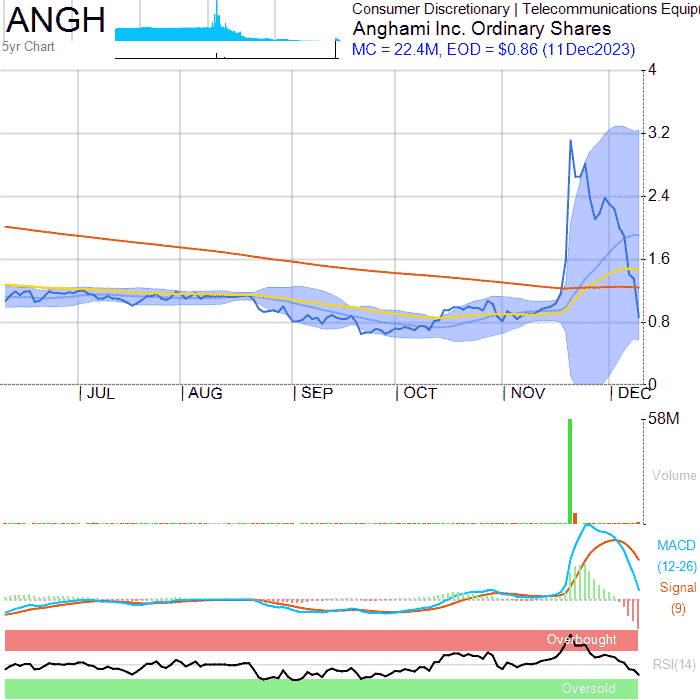 ANGH
5yr Chart
Consumer Discretionary | Telecommunications Equip
Anghami Inc. Ordinary Shares
MC = 22.4M, EOD = $0.86 (11Dec2023)
4
3.2
2.4
1.6
0.8
0
JUL
AUG
SEP
OCT
NOV
DEC
58M
Volume
MACD
(12-26)
Signal
(9)
Overbought
RSI(14)
Oversold